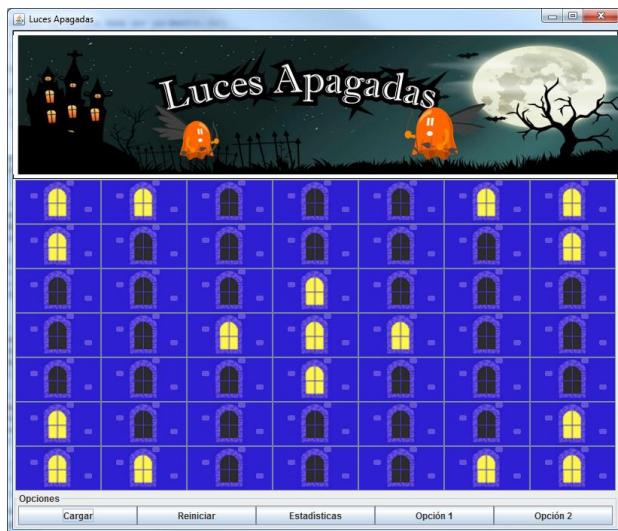 Luces Apagadas
Luces Apagadas
Opciones
Cargar
Reiniciar
Estadísticas
Opción 1
Opción 2